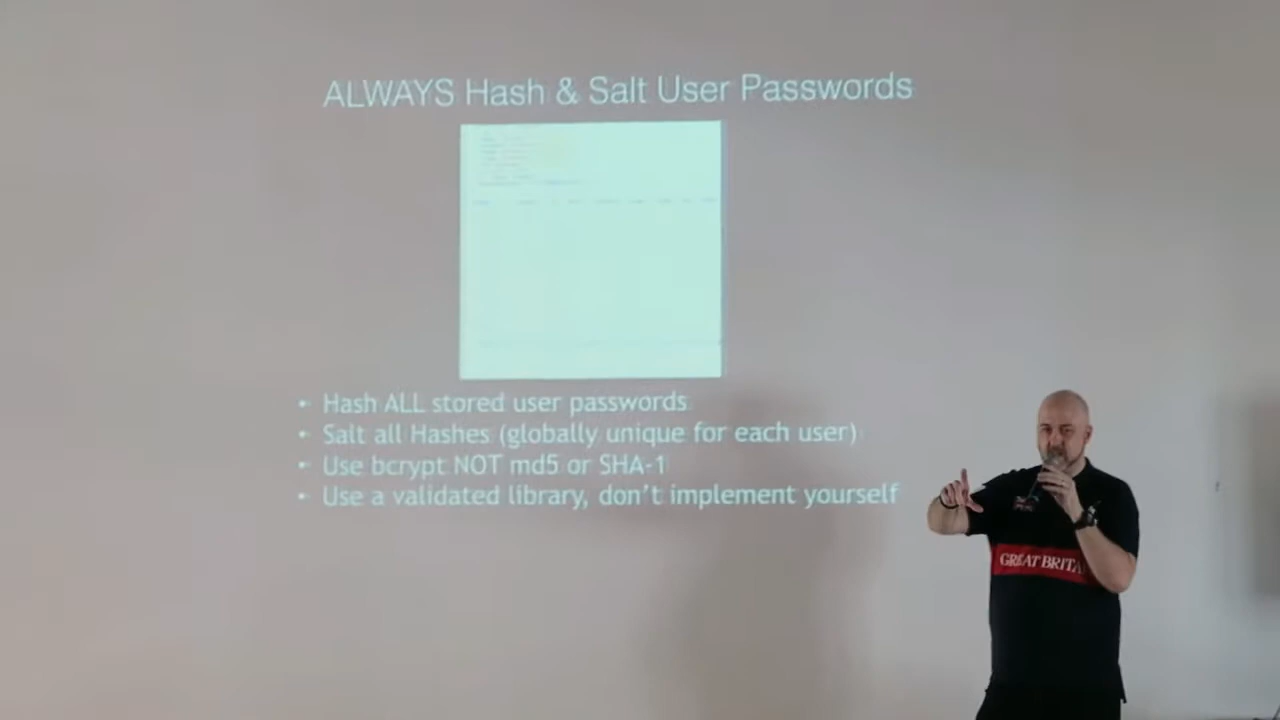 ALWAYS Hash & Salt User Passwords
• Hash ALL stored user passwords
• Salt all Hashes (globally unique for each user)
• Use bcrypt NOT md5 or SHA-1
• Use a validated library, don't implement yourself
GREAT BRITA